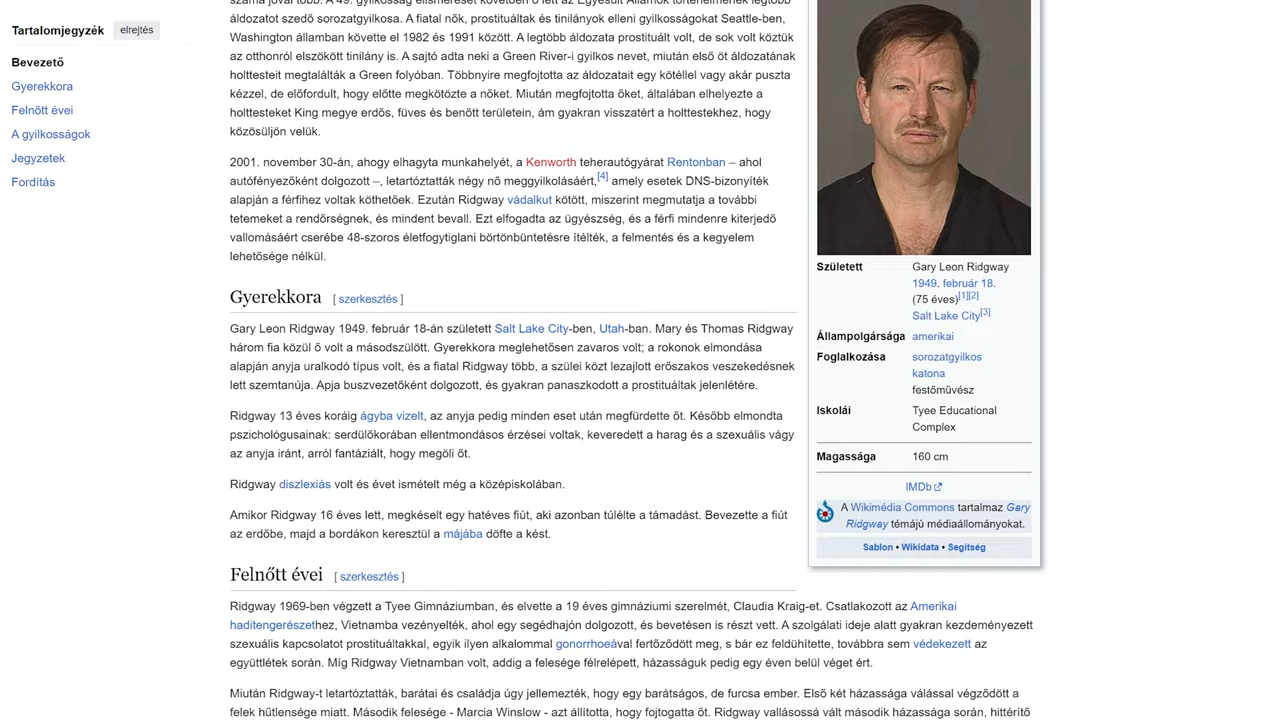 Tartalomjegyzék elrejtés
Bevezető
Gyerekkora
Felnőtt évei
A gyilkosságok
Jegyzetek
Fordítás
áldozatot szedő sorozatgyilkosa. A fiatal nők, prostituáltak és tinilányok elleni gyilkosságokat Seattle-ben,
Washington államban követte el 1982 és 1991 között. A legtöbb áldozata prostituált volt, de sok volt köztük
az otthonról elszökött tinilány is. A sajtó adta neki a Green River-i gyilkos nevet, miután első öt áldozatának
holttesteit megtalálták a Green folyóban. Többnyire megfojtotta az áldozatait egy kötéllel vagy akár puszta
kézzel, de előfordult, hogy előtte megkötözte a nőket. Miután megfojtotta őket, általában elhelyezte a
holttesteket King megye erdős, füves és benőtt területein, ám gyakran visszatért a holttestekhez, hogy
közösüljön velük.
2001. november 30-án, ahogy elhagyta munkahelyét, a Kenworth teherautógyárat Rentonban – ahol
autófényezőként dolgozott –, letartóztatták négy nő meggyilkolásáért,[4] amely esetek DNS-bizonyíték
alapján a férfihez voltak köthetőek. Ezután Ridgway vádalkut kötött, miszerint megmutatja a további
tetemeket a rendőrségnek, és mindent bevall. Ezt elfogadta az ügyészség, és a férfi mindenre kiterjedő
vallomásáért cserébe 48-szoros életfogytiglani börtönbüntetésre ítélték, a felmentés és a kegyelem
lehetősége nélkül.
Gyerekkora [ szerkesztés ]
Gary Leon Ridgway 1949. február 18-án született Salt Lake City-ben, Utah-ban. Mary és Thomas Ridgway
három fia közül ő volt a másodszülött. Gyerekkora meglehetősen zavaros volt; a rokonok elmondása
alapján anyja uralkodó típus volt, és a fiatal Ridgway több, a szülei közt lezajlott erőszakos veszekedésnek
lett szemtanúja. Apja buszvezetőként dolgozott, és gyakran panaszkodott a prostituáltak jelenlétére.
Ridgway 13 éves koráig ágyba vizelt, az anyja pedig minden eset után megfürdette őt. Később elmondta
pszichológusainak: serdülőkorában ellentmondásos érzései voltak, keveredett a harag és a szexuális vágy
az anyja iránt, arról fantáziált, hogy megöli őt.
Ridgway diszlexiás volt és évet ismételt még a középiskolában.
Amikor Ridgway 16 éves lett, megkéselt egy hatéves fiút, aki azonban túlélte a támadást. Bevezette a fiút
az erdőbe, majd a bordákon keresztül a májába döfte a kést.
Felnőtt évei [ szerkesztés ]
Ridgway 1969-ben végzett a Tyee Gimnáziumban, és elvette a 19 éves gimnáziumi szerelmét, Claudia Kraig-et. Csatlakozott az Amerikai
haditengerészethez, Vietnamba vezényelték, ahol egy segédhajón dolgozott, és bevetésen is részt vett. A szolgálati ideje alatt gyakran kezdeményezett
szexuális kapcsolatot prostituáltakkal, egyik ilyen alkalommal gonorrhoeával fertőződött meg, s bár ez feldühítette, továbbra sem védekezett az
együttlétek során. Míg Ridgway Vietnamban volt, addig a felesége félrelépett, házasságuk pedig egy éven belül véget ért.
Miután Ridgway-t letartóztatták, barátai és családja úgy jellemezték, hogy egy barátságos, de furcsa ember. Első két házassága válással végződött a
felek hűtlensége miatt. Második felesége - Marcia Winslow - azt állította, hogy fojtogatta őt. Ridgway vallásossá vált második házassága során, hittérítő
Született Gary Leon Ridgway
1949. február 18.
(75 éves)[1][2]
Salt Lake City[3]
Állampolgársága amerikai
Foglalkozása sorozatgyilkos
katona
festőművész
Iskolái Tyee Educational
Complex
Magassága 160 cm
IMDb
A Wikimédia Commons tartalmaz Gary
Ridgway témájú médiaállományokat.
Sablon • Wikidata • Segítség